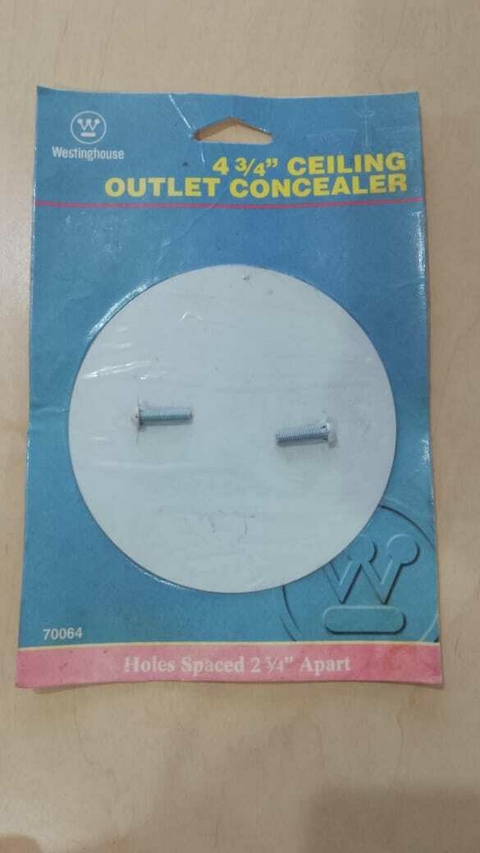 Westinghouse
4 3/4" CEILING
OUTLET CONCEALER
70064
Holes Spaced 2 3/4" Apart